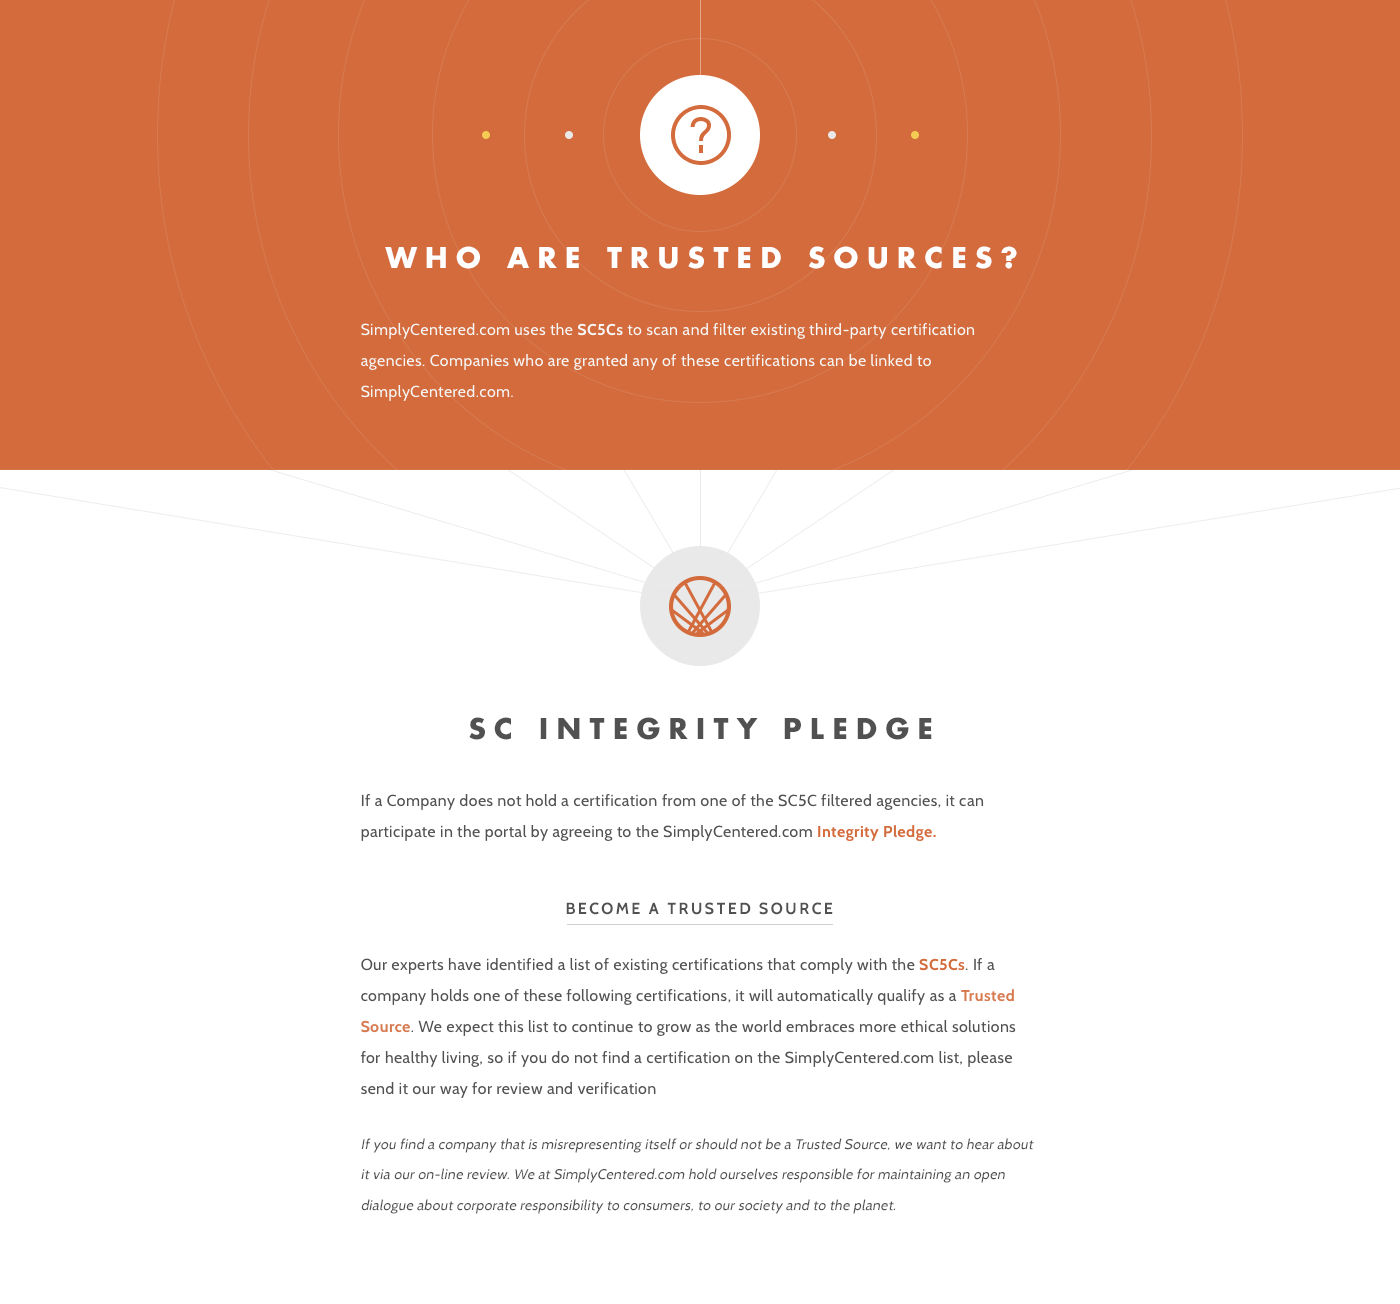 WHO ARE TRUSTED SOURCES?
SimplyCentered.com uses the SC5Cs to scan and filter existing third-party certification
agencies. Companies who are granted any of these certifications can be linked to
SimplyCentered.com.
SC INTEGRITY PLEDGE
If a Company does not hold a certification from one of the SC5C filtered agencies, it can
participate in the portal by agreeing to the SimplyCentered.com Integrity Pledge.
BECOME A TRUSTED SOURCE
Our experts have identified a list of existing certifications that comply with the SC5Cs. If a
company holds one of these following certifications, it will automatically qualify as a Trusted
Source. We expect this list to continue to grow as the world embraces more ethical solutions
for healthy living, so if you do not find a certification on the SimplyCentered.com list, please
send it our way for review and verification
If you find a company that is misrepresenting itself or should not be a Trusted Source, we want to hear about
it via our on-line review. We at SimplyCentered.com hold ourselves responsible for maintaining an open
dialogue about corporate responsibility to consumers, to our society and to the planet.